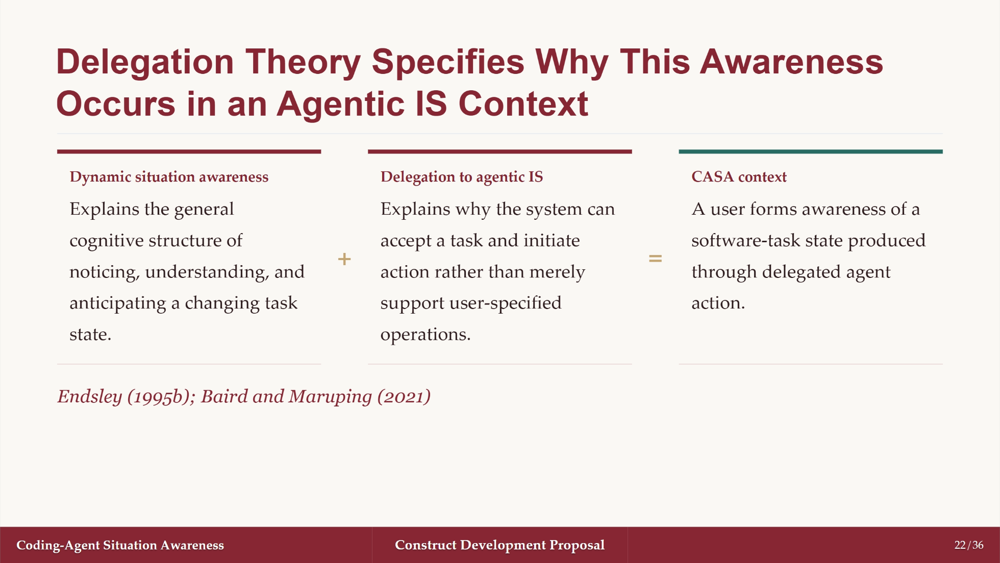 Delegation Theory Specifies Why This Awareness
Occurs in an Agentic IS Context
Dynamic situation awareness
Explains the general
cognitive structure of
noticing, understanding, and
anticipating a changing task
state.
+
Delegation to agentic IS
Explains why the system can
accept a task and initiate
action rather than merely
support user-specified
operations.
=
CASA context
A user forms awareness of a
software-task state produced
through delegated agent
action.
Endsley (1995b); Baird and Maruping (2021)
Coding-Agent Situation Awareness
Construct Development Proposal
22/36